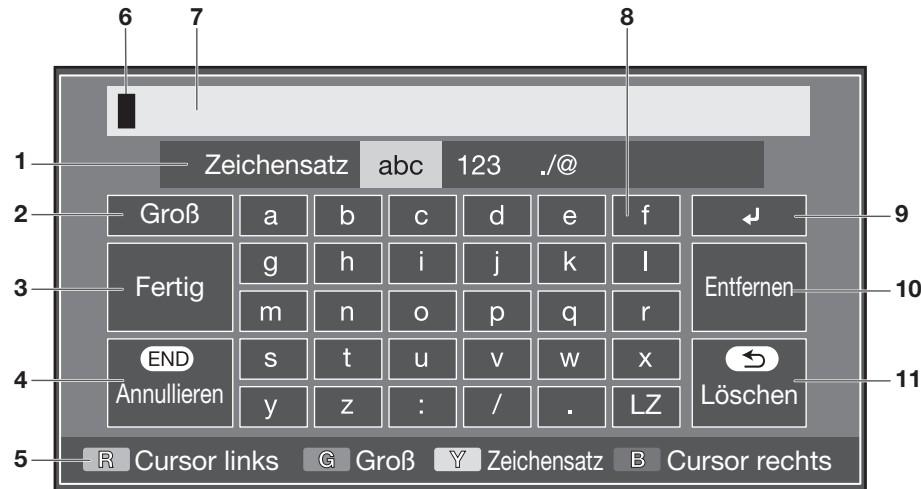 6 7 8
1 Zeichensatz abc 123 ./@
2 Groß a b c d e f ↲ 9
g h i j k l
3 Fertig Entfernen 10
m n o p q r
END s t u v w x
4 Annullieren Löschen 11
y z : / . LZ
5 R Cursor links G Groß Y Zeichensatz B Cursor rechts